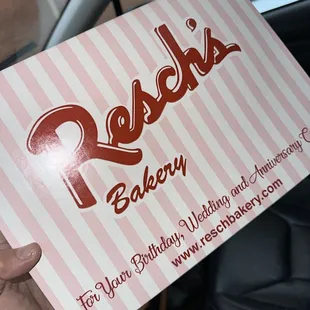 Resch's
Bakery
For Your Birthday, Wedding and Anniversary
www.reschbakery.com